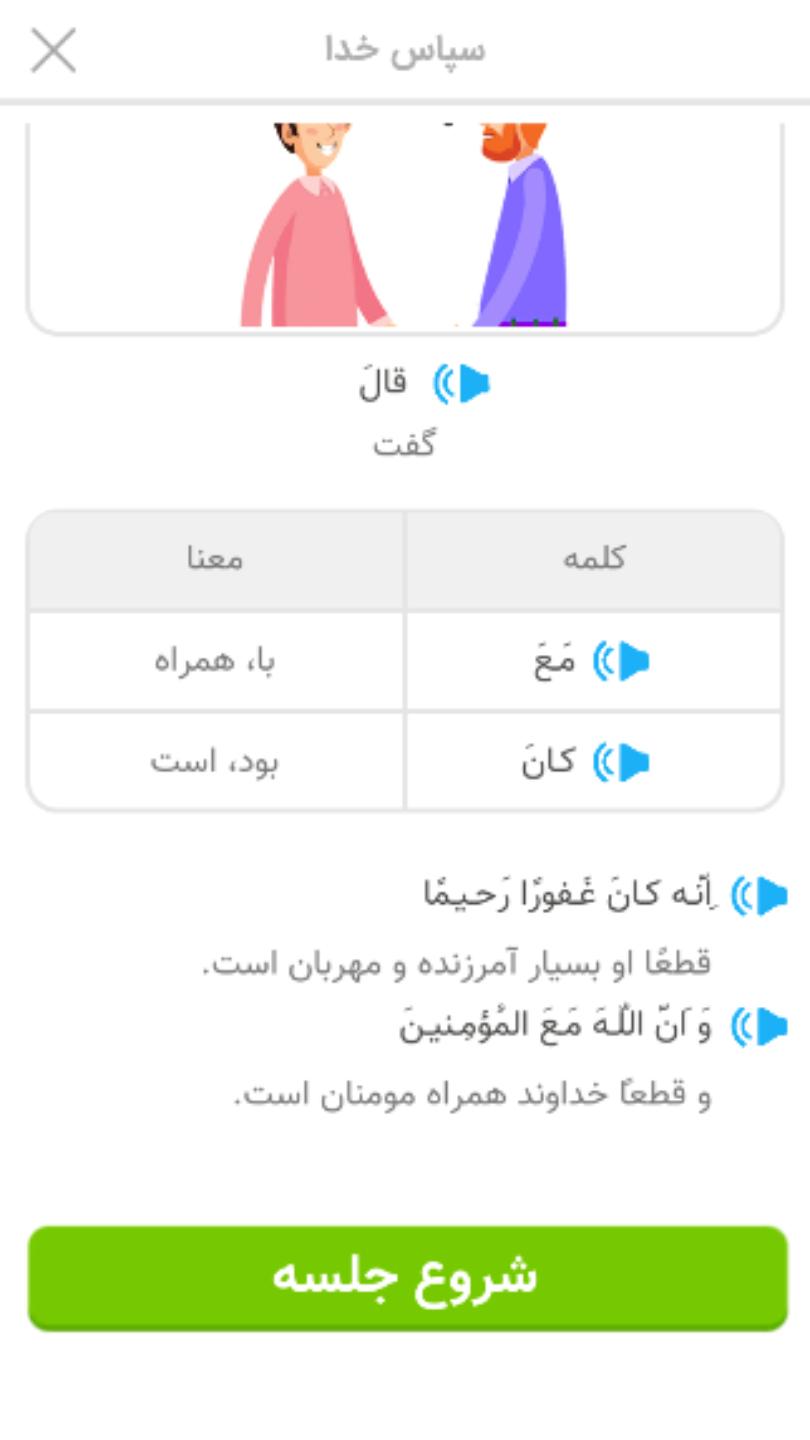 سپاس خدا
قالَ
گفت
کلمه معنا
مَعَ با، همراه
کانَ بود، است
اِنَّه کانَ غَفورًا رَحیمًا
قطعًا او بسیار آمرزنده و مهربان است.
وَ اَنَّ اللّٰهَ مَعَ المُؤمِنینَ
و قطعاً خداوند همراه مومنان است.
شروع جلسه